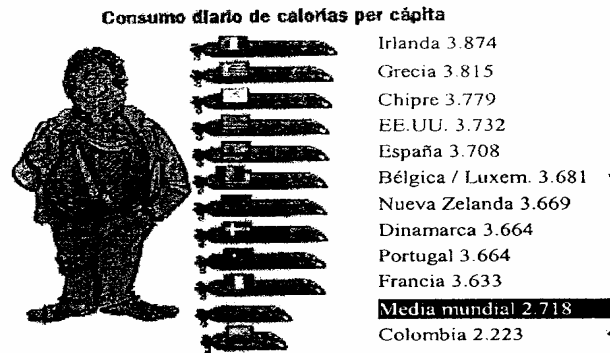 Consumo diario de calorías per cápita
Irlanda 3.874
Grecia 3.815
Chipre 3.779
EE.UU. 3.732
España 3.708
Bélgica / Luxem. 3.681
Nueva Zelanda 3.669
Dinamarca 3.664
Portugal 3.664
Francia 3.633
Media mundial 2.718
Colombia 2.223